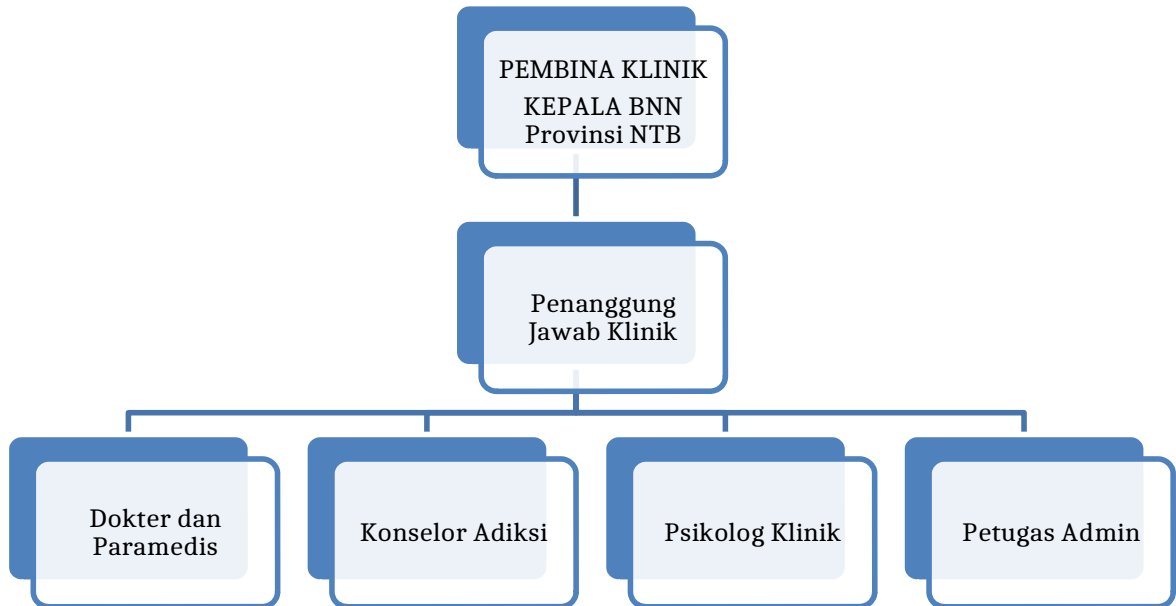 PEMBINA KLINIK
KEPALA BNN
Provinsi NTB
Penanggung
Jawab Klinik
Dokter dan
Paramedis
Konselor Adiksi
Psikolog Klinik
Petugas Admin